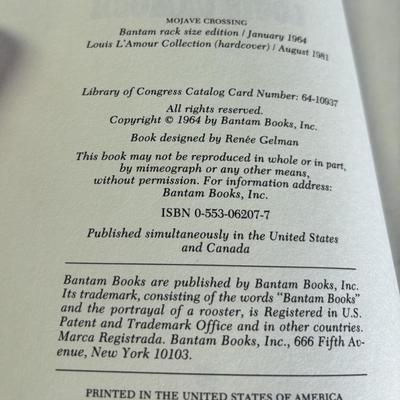 MOJAVE CROSSING
Bantam rack size edition / January 1964
Louis L'Amour Collection (hardcover) / August 1981
Library of Congress Catalog Card Number: 64-10937
All rights reserved.
Copyright © 1964 by Bantam Books, Inc.
Book designed by Renée Gelman
This book may not be reproduced in whole or in part,
by mimeograph or any other means,
without permission. For information address:
Bantam Books, Inc.
ISBN 0-553-06207-7
Published simultaneously in the United States
and Canada
Bantam Books are published by Bantam Books, Inc.
Its trademark, consisting of the words "Bantam Books"
and the portrayal of a rooster, is Registered in U.S.
Patent and Trademark Office and in other countries.
Marca Registrada. Bantam Books, Inc., 666 Fifth Av-
enue, New York 10103.
PRINTED IN THE UNITED STATES OF AMERICA